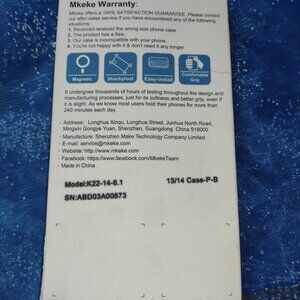 Mkeke Warranty:
Mkeke offers a 100% SATISFACTION GUARANTEE. Please contact
our after-sales service if you have encountered any of the following
situations:
1. Received received the wrong size phone case.
2. The product has a flaw.
3. Our case is incompatible with your phone.
4. You're not happy with it & don't need it any longer
Magnetic Shockproof Easy-install Comfortable
Grip
It undergoes thousands of hours of testing throughout the design and
manufacturing processes, just for its softness and better grip, even if
it is slight. As we know most users hold their phones for more than
240 minutes each day.
- Address: Longhua Xinqu, Longhua Street, Junhua North Road,
Mingxin Gongye Yuan, Shenzhen, Guangdong China 518000
- Manufacture: Shenzhen Make Technology Company Limited
- E-mail: service@mkeke.com
- Website: http://www.mkeke.com
- Facebook: https://www.facebook.com/MkekeTeam
- Made in China
Model:K22-14-6.1 13/14 Case-P-B
SN:ABD03A00873